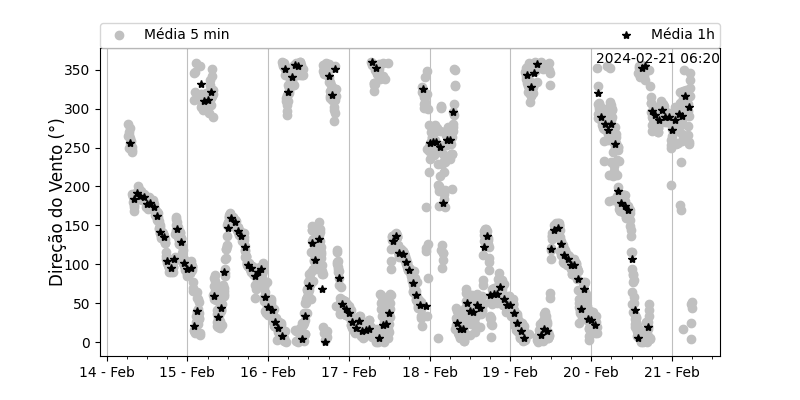 Média 5 min
Média 1h
2024-02-21 06:20
Direção do Vento (°)
350
300
250
200
150
100
50
0
14 - Feb
15 - Feb
16 - Feb
17 - Feb
18 - Feb
19 - Feb
20 - Feb
21 - Feb